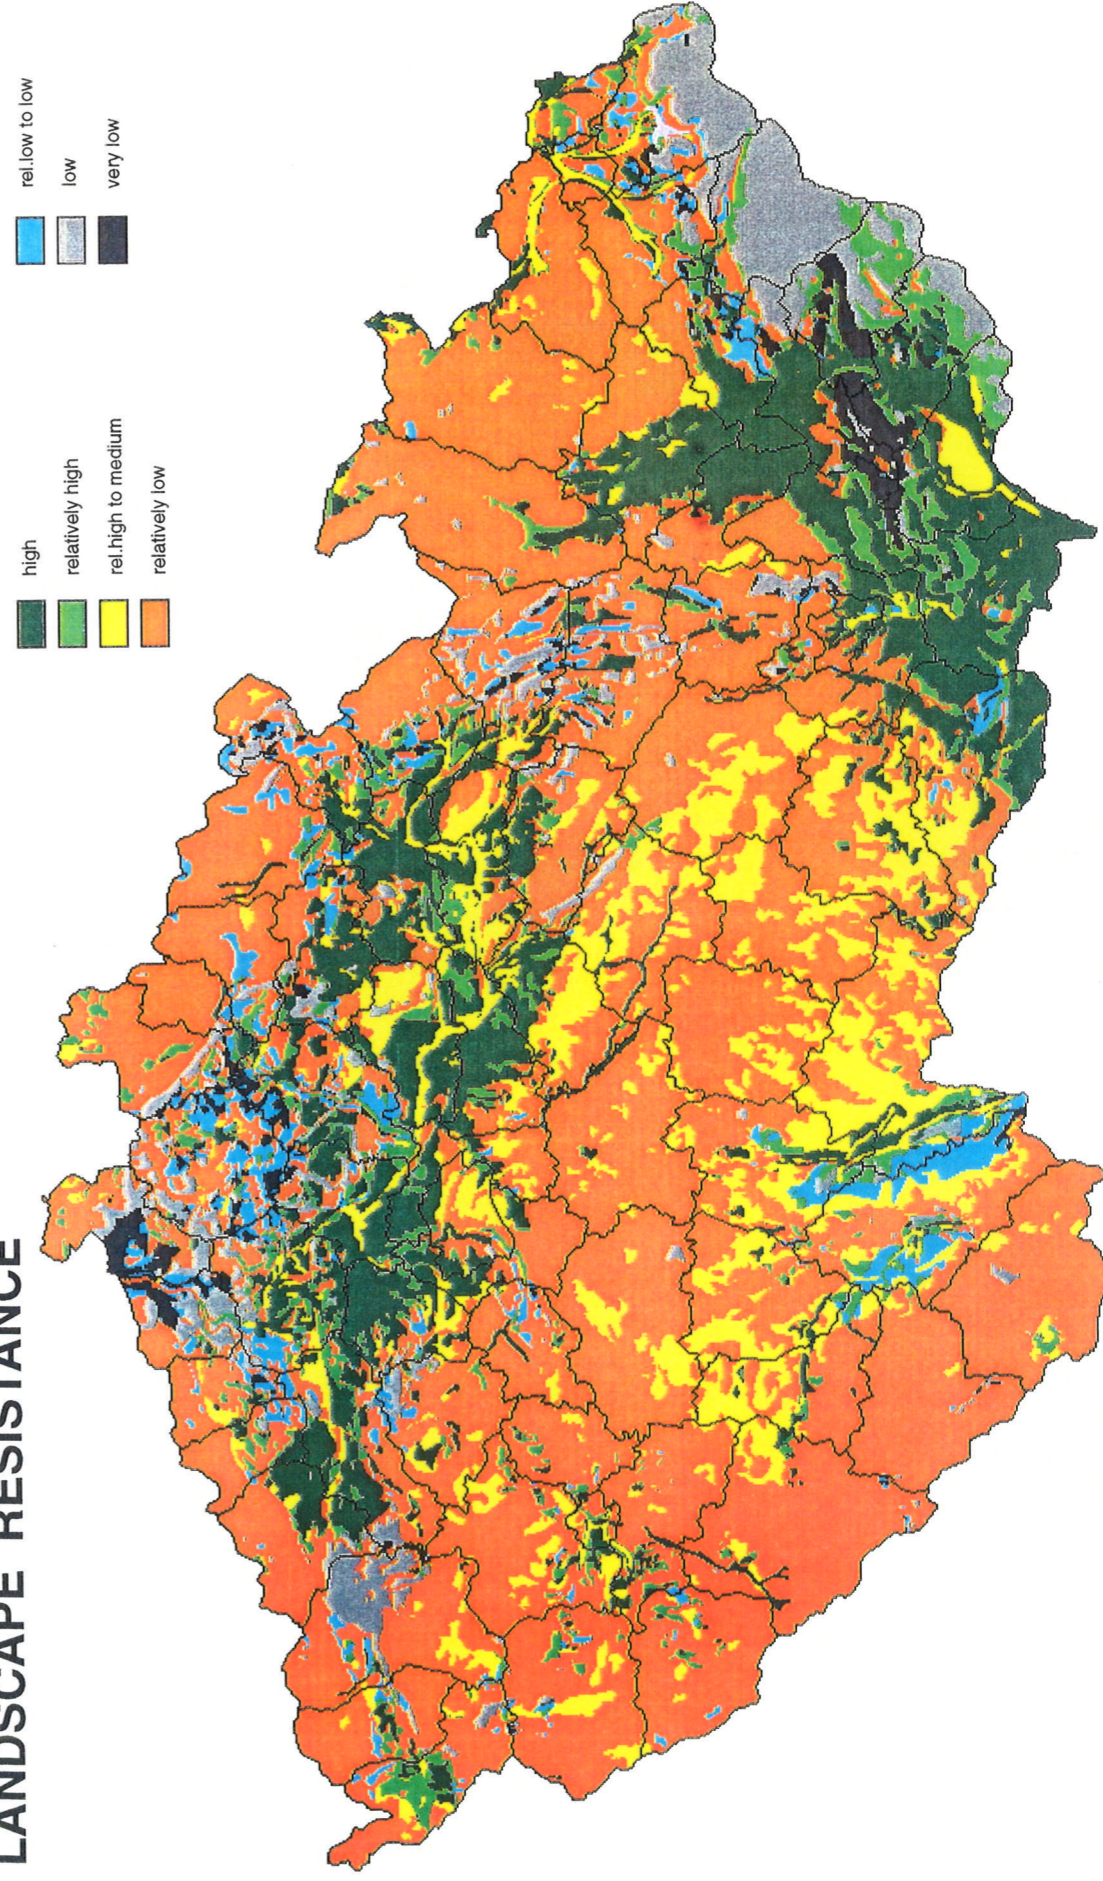 LANDSCAPE RESISTANCE
high
relatively high
rel.high to medium
relatively low
rel.low to low
low
very low